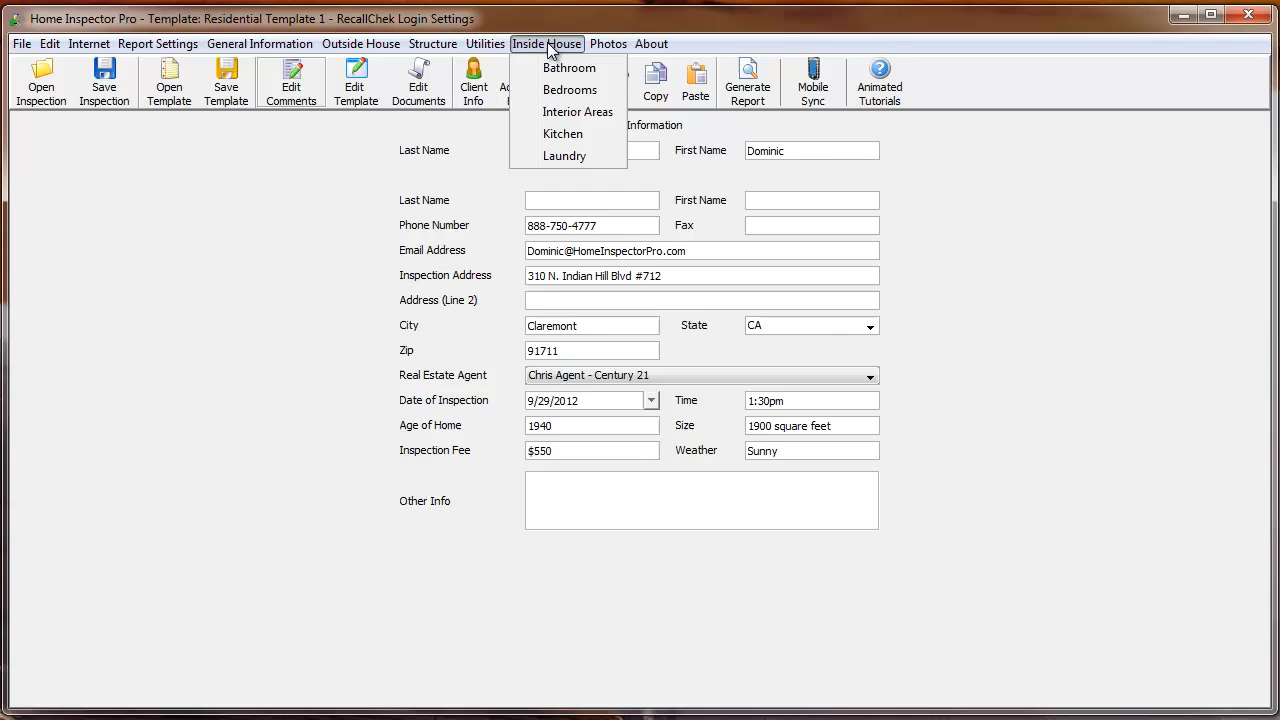 Home Inspector Pro - Template: Residential Template 1 - RecallChek Login Settings
File Edit Internet Report Settings General Information Outside House Structure Utilities Inside House Photos About
Open Inspection
Save Inspection
Open Template
Save Template
Edit Comments
Edit Template
Edit Documents
Client Info
Copy
Paste
Generate Report
Mobile Sync
Animated Tutorials
Bathroom
Bedrooms
Interior Areas
Kitchen
Laundry
Information
Last Name First Name Dominic
Last Name First Name
Phone Number 888-750-4777 Fax
Email Address Dominic@HomeInspectorPro.com
Inspection Address 310 N. Indian Hill Blvd #712
Address (Line 2)
City Claremont State CA
Zip 91711
Real Estate Agent Chris Agent - Century 21
Date of Inspection 9/29/2012 Time 1:30pm
Age of Home 1940 Size 1900 square feet
Inspection Fee $550 Weather Sunny
Other Info